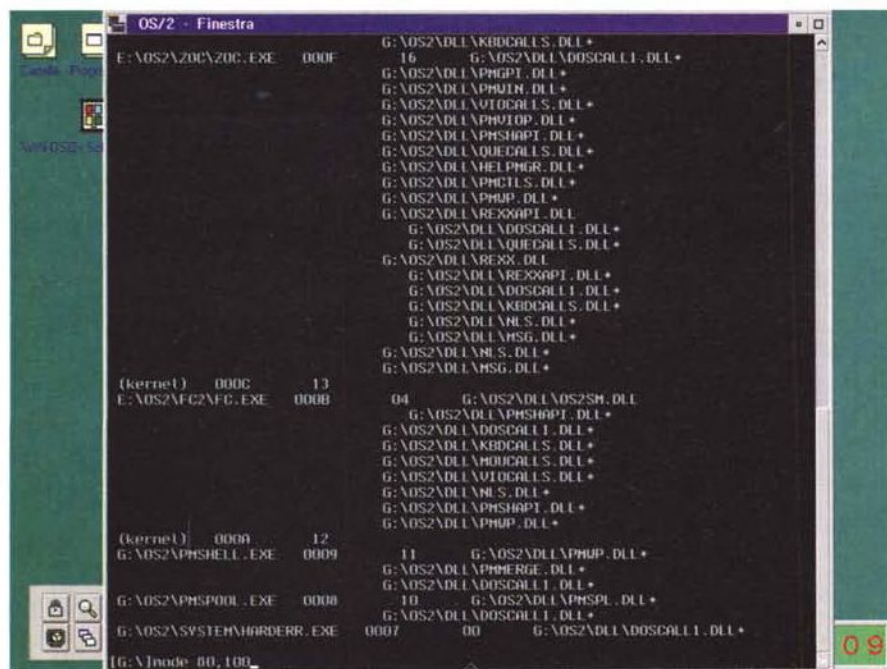 OS/2 - Finestra
G:\OS2\DLL\KBDCALLS.DLL*
E:\OS2\ZOC\ZOC.EXE 000F 16 G:\OS2\DLL\DOSCALL1.DLL*
G:\OS2\DLL\PMGPI.DLL*
G:\OS2\DLL\PMWIN.DLL*
G:\OS2\DLL\VIOCALLS.DLL*
G:\OS2\DLL\PMVIOP.DLL*
G:\OS2\DLL\PMSHAPI.DLL*
G:\OS2\DLL\QUECALLS.DLL*
G:\OS2\DLL\HELPMGR.DLL*
G:\OS2\DLL\PMCTLS.DLL*
G:\OS2\DLL\PMWP.DLL*
G:\OS2\DLL\REXXAPI.DLL
G:\OS2\DLL\DOSCALL1.DLL*
G:\OS2\DLL\QUECALLS.DLL*
G:\OS2\DLL\REXX.DLL
G:\OS2\DLL\REXXAPI.DLL*
G:\OS2\DLL\DOSCALL1.DLL*
G:\OS2\DLL\KBDCALLS.DLL*
G:\OS2\DLL\NLS.DLL*
G:\OS2\DLL\MSG.DLL*
G:\OS2\DLL\NLS.DLL*
G:\OS2\DLL\MSG.DLL*
(kernel) 000C 13
E:\OS2\FC2\FC.EXE 000B 04 G:\OS2\DLL\OS2SM.DLL
G:\OS2\DLL\PMSHAPI.DLL*
G:\OS2\DLL\DOSCALL1.DLL*
G:\OS2\DLL\KBDCALLS.DLL*
G:\OS2\DLL\MOUCALLS.DLL*
G:\OS2\DLL\VIOCALLS.DLL*
G:\OS2\DLL\NLS.DLL*
G:\OS2\DLL\PMSHAPI.DLL*
G:\OS2\DLL\PMWP.DLL*
(kernel) 000A 12
G:\OS2\PMSHELL.EXE 0009 11 G:\OS2\DLL\PMWP.DLL*
G:\OS2\DLL\PMMERGE.DLL*
G:\OS2\DLL\DOSCALL1.DLL*
G:\OS2\PMSPOOL.EXE 0008 10 G:\OS2\DLL\PMSPL.DLL*
G:\OS2\DLL\DOSCALL1.DLL*
G:\OS2\SYSTEM\HARDERR.EXE 0007 00 G:\OS2\DLL\DOSCALL1.DLL*
[G:\]mode 80,100_
09